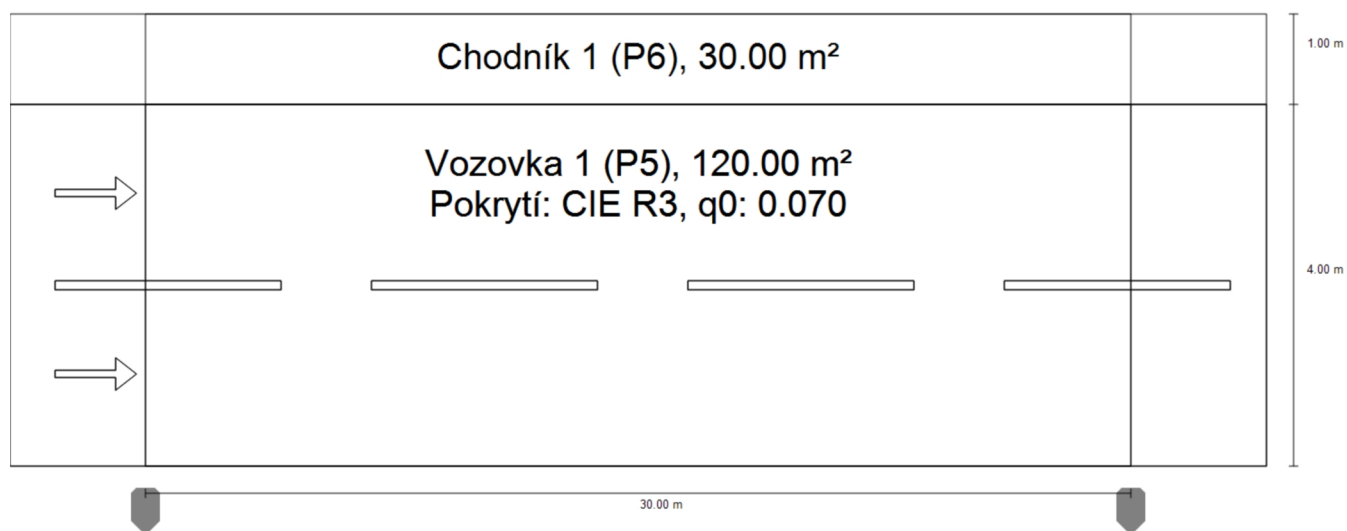 Chodník 1 (P6), 30.00 m²
1.00 m
Vozovka 1 (P5), 120.00 m²
Pokrytí: CIE R3, q0: 0.070
4.00 m
30.00 m